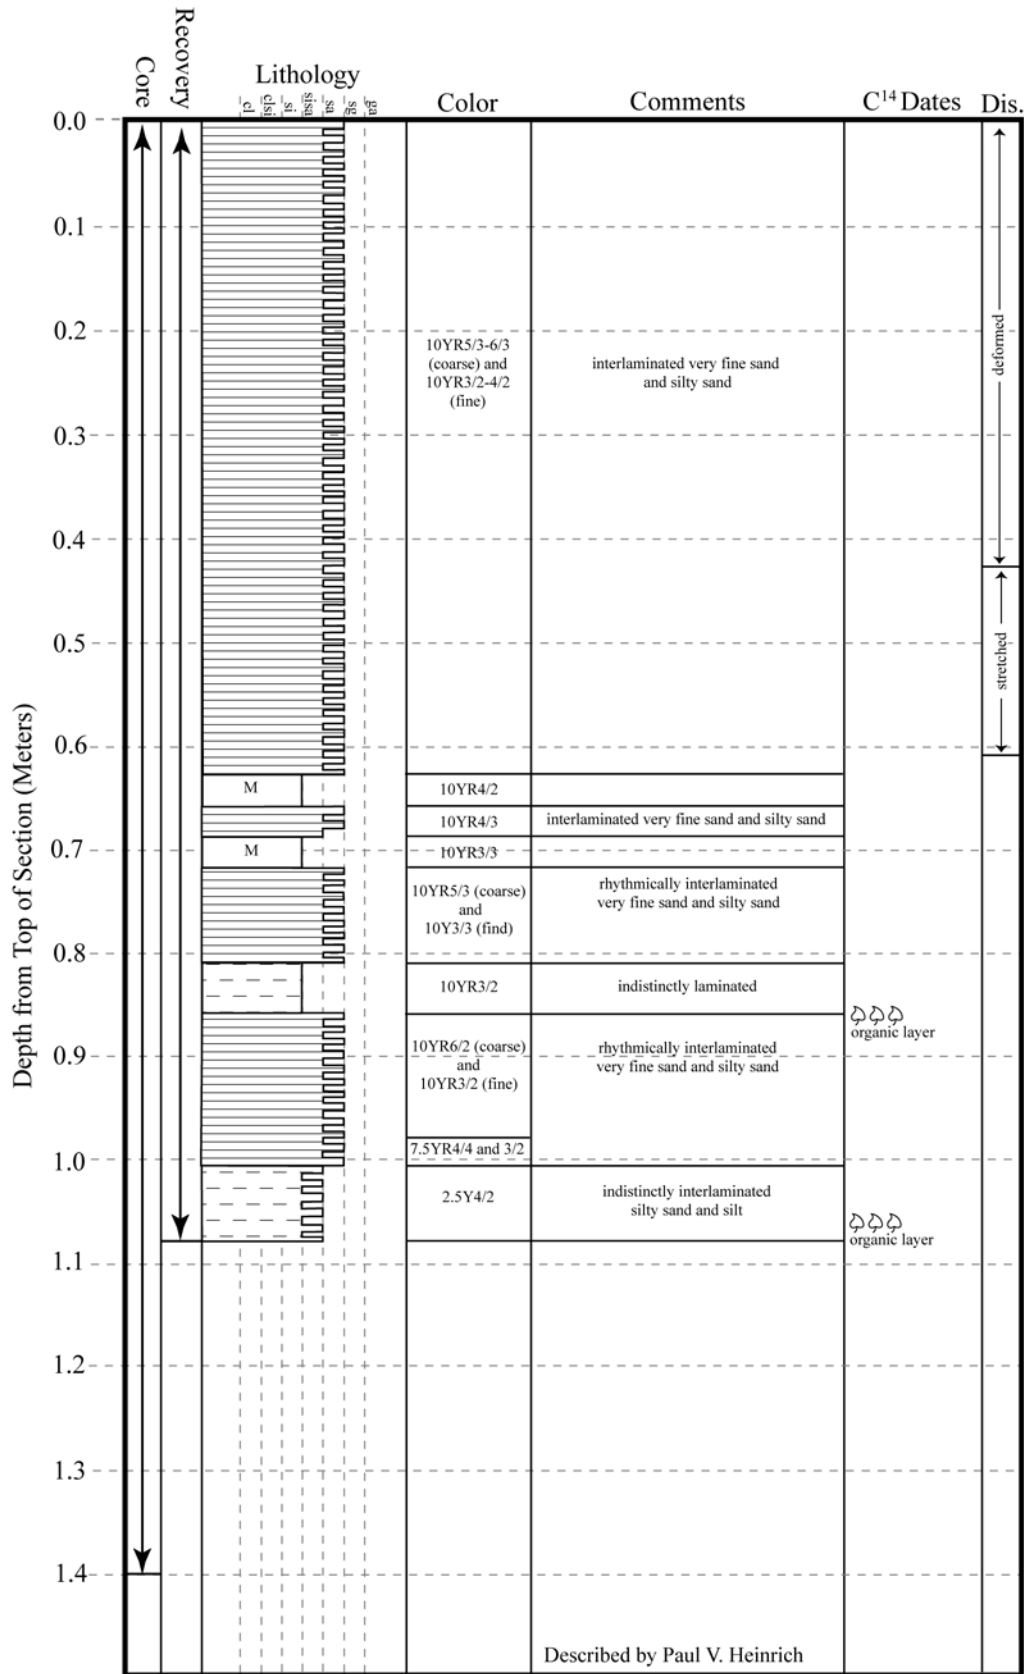 Core
Recovery
Lithology
cl
clsi
si
sisa
sa
sg
ga
Color
Comments
C¹⁴ Dates
Dis.
Depth from Top of Section (Meters)
0.0
0.1
0.2
0.3
0.4
0.5
0.6
0.7
0.8
0.9
1.0
1.1
1.2
1.3
1.4
10YR5/3-6/3
(coarse) and
10YR3/2-4/2
(fine)
interlaminated very fine sand
and silty sand
deformed
stretched
M
10YR4/2
10YR4/3
interlaminated very fine sand and silty sand
M
10YR3/3
10YR5/3 (coarse)
and
10Y3/3 (find)
rhythmically interlaminated
very fine sand and silty sand
10YR3/2
indistinctly laminated
organic layer
10YR6/2 (coarse)
and
10YR3/2 (fine)
rhythmically interlaminated
very fine sand and silty sand
7.5YR4/4 and 3/2
2.5Y4/2
indistinctly interlaminated
silty sand and silt
organic layer
Described by Paul V. Heinrich